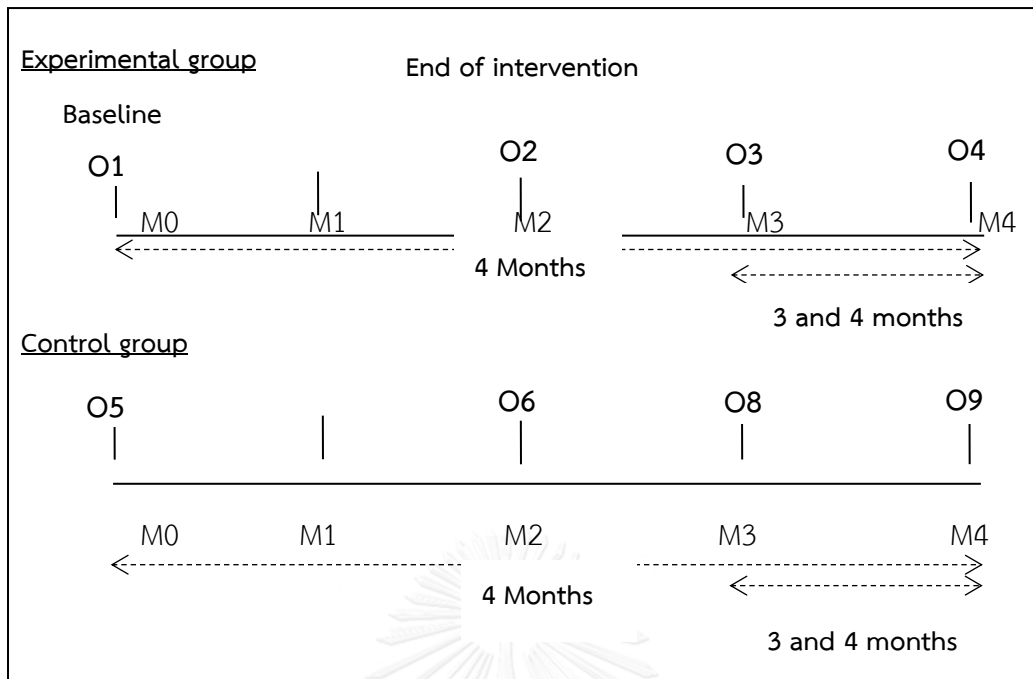 Experimental group End of intervention
Baseline
O1 O2 O3 O4
M0 M1 M2 M3 M4
4 Months
3 and 4 months
Control group
O5 O6 O8 O9
M0 M1 M2 M3 M4
4 Months
3 and 4 months